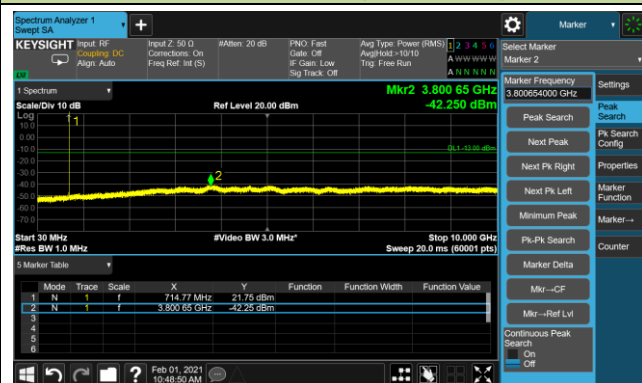 Spectrum Analyzer 1
Swept SA
+
Marker
KEYSIGHT
Input: RF
Coupling: DC
Align: Auto
Input Z: 50 Ω
Corrections: On
Freq Ref: Int (S)
#Atten: 20 dB
PNO: Fast
Gate: Off
IF Gain: Low
Sig Track: Off
Avg Type: Power (RMS)
Avg|Hold:>10/10
Trig: Free Run
1 2 3 4 5 6
A W W W W W
A N N N N N
LXI
Select Marker
Marker 2
1 Spectrum
Scale/Div 10 dB
Ref Level 20.00 dBm
Mkr2 3.800 65 GHz
-42.250 dBm
Log
10.0
0.00
-10.0
-20.0
-30.0
-40.0
-50.0
-60.0
-70.0
1
2
DL1 -13.00 dBm
Start 30 MHz
#Res BW 1.0 MHz
#Video BW 3.0 MHz*
Stop 10.000 GHz
Sweep 20.0 ms (60001 pts)
5 Marker Table
Mode Trace Scale X Y Function Function Width Function Value
1 N 1 f 714.77 MHz 21.75 dBm
2 N 1 f 3.800 65 GHz -42.25 dBm
3
4
5
6
Marker Frequency
3.800654000 GHz
Peak Search
Next Peak
Next Pk Right
Next Pk Left
Minimum Peak
Pk-Pk Search
Marker Delta
Mkr→CF
Mkr→Ref Lvl
Continuous Peak Search
On
Off
Settings
Peak Search
Pk Search Config
Properties
Marker Function
Marker→
Counter
?
Feb 01, 2021
10:48:50 AM